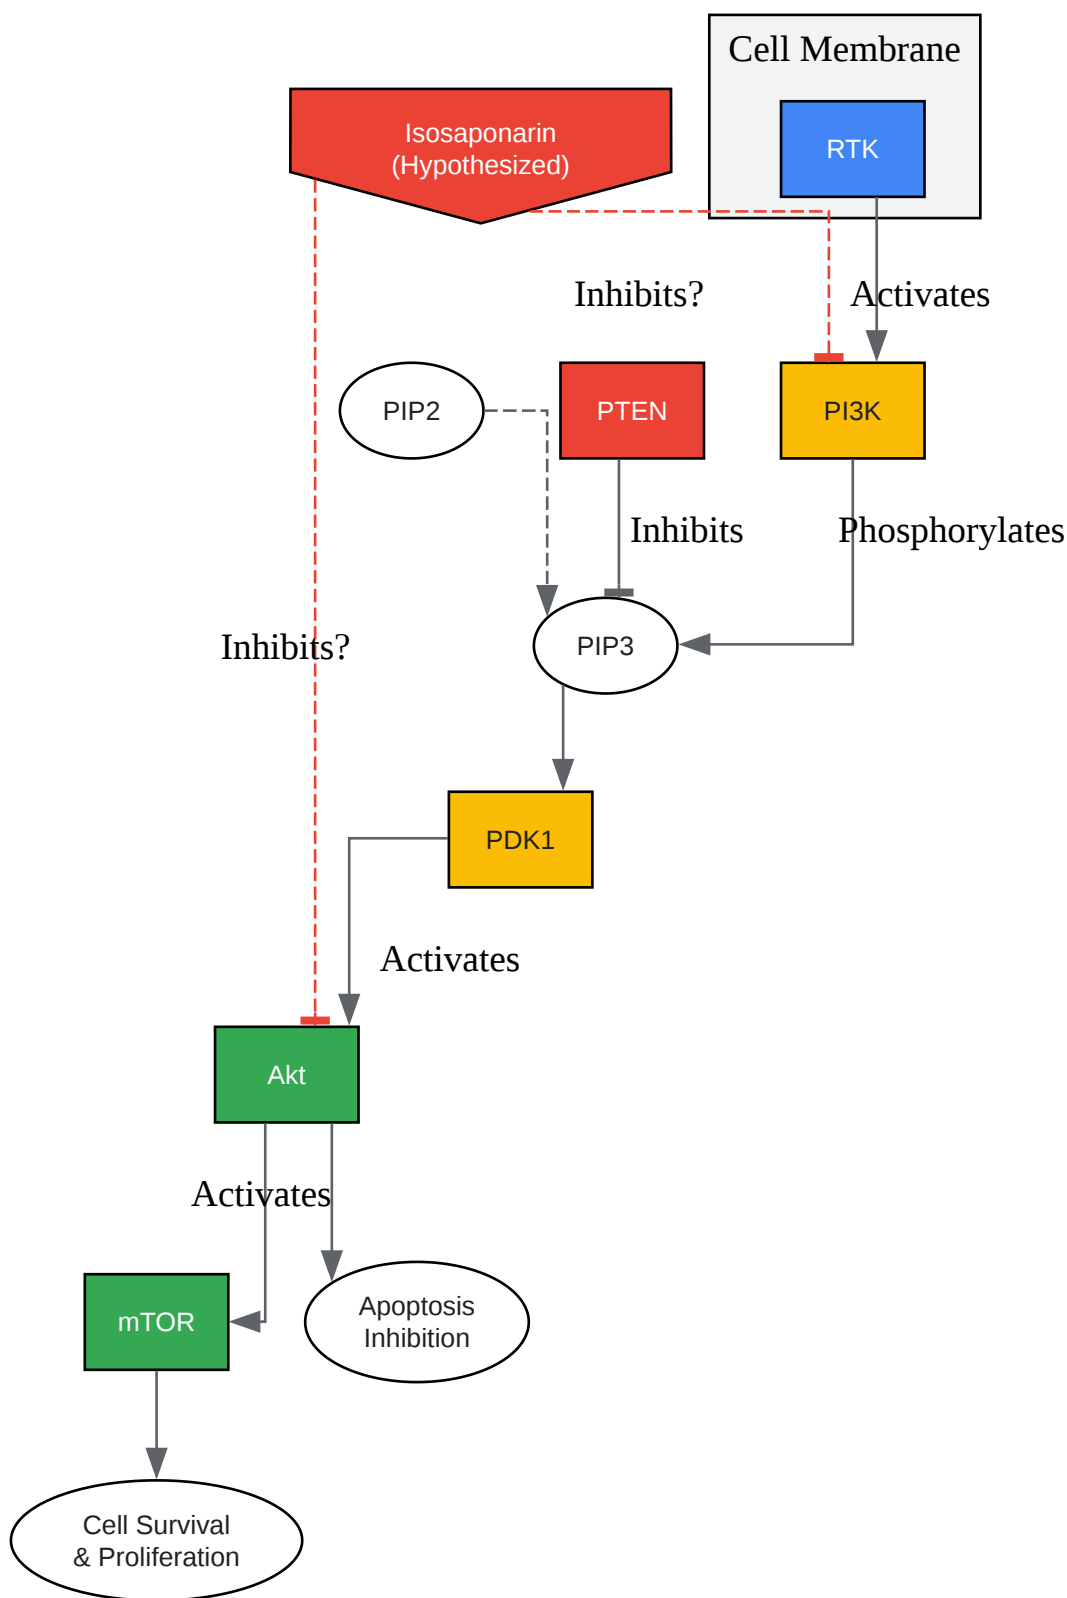 Cell Membrane
Isosaponarin
(Hypothesized)
RTK
Inhibits?
Activates
PIP2
PTEN
PI3K
Inhibits
Phosphorylates
Inhibits?
PIP3
PDK1
Activates
Akt
Activates
mTOR
Apoptosis
Inhibition
Cell Survival
& Proliferation